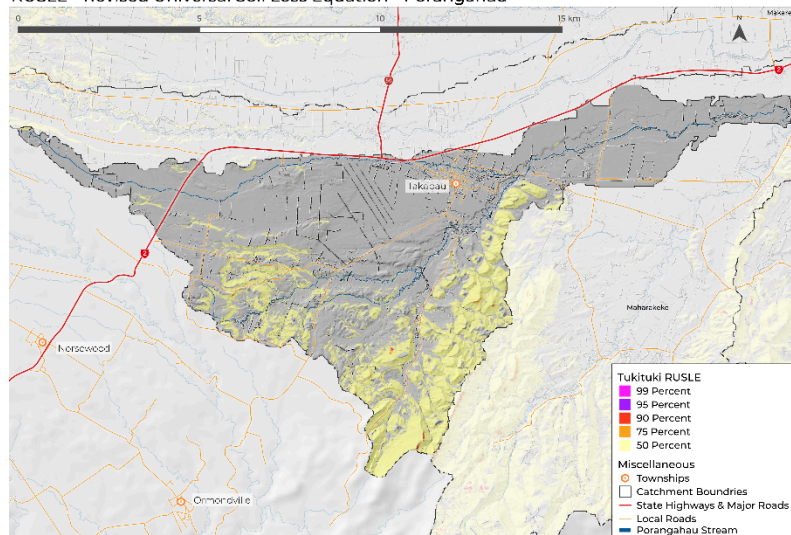 RUSLE - Revised Universal Soil Loss Equation - Porangahau
0 5 10 15 km
Makare
N
2
50
Takapau
2
Maharakeke
Norsewood
Ormondville
Tukituki RUSLE
99 Percent
95 Percent
90 Percent
75 Percent
50 Percent
Miscellaneous
Townships
Catchment Boundries
State Highways & Major Roads
Local Roads
Porangahau Stream